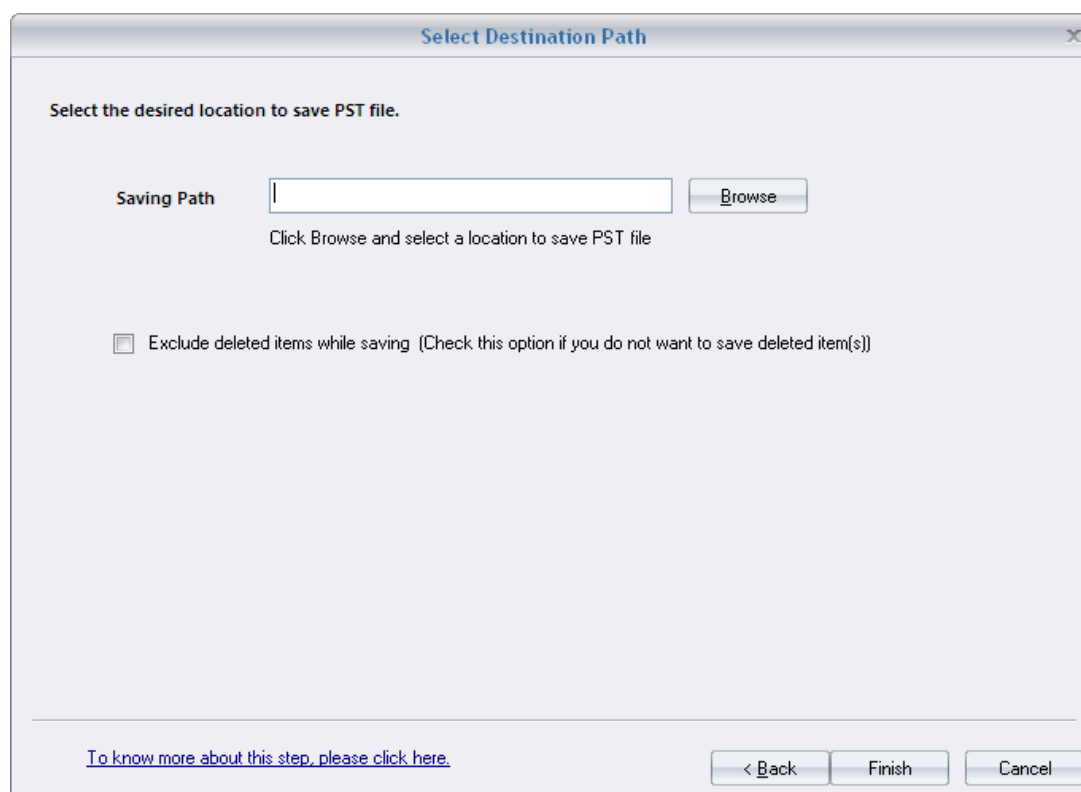 Select Destination Path
Select the desired location to save PST file.
Saving Path
Browse
Click Browse and select a location to save PST file
Exclude deleted items while saving (Check this option if you do not want to save deleted item(s))
To know more about this step, please click here.
< Back
Finish
Cancel